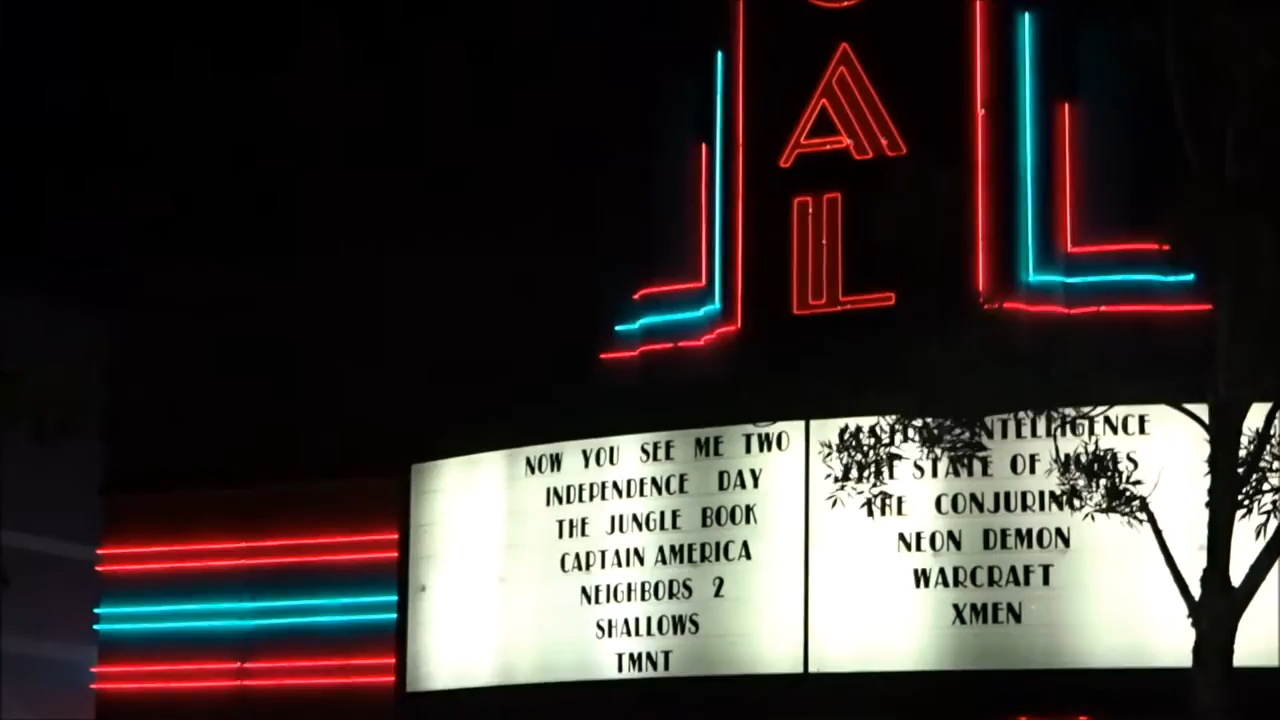 A
L
NOW YOU SEE ME TWO
INDEPENDENCE DAY
THE JUNGLE BOOK
CAPTAIN AMERICA
NEIGHBORS 2
SHALLOWS
TMNT
INTELLIGENCE
STATE OF
THE CONJURING
NEON DEMON
WARCRAFT
XMEN